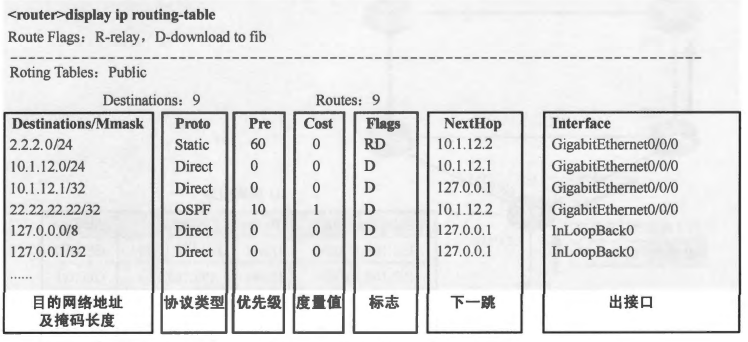 <router>display ip routing-table
Route Flags：R-relay，D-download to fib
Roting Tables：Public
Destinations：9 Routes：9
Destinations/Mmask Proto Pre Cost Flags NextHop Interface
2.2.2.0/24 Static 60 0 RD 10.1.12.2 GigabitEthernet0/0/0
10.1.12.0/24 Direct 0 0 D 10.1.12.1 GigabitEthernet0/0/0
10.1.12.1/32 Direct 0 0 D 127.0.0.1 GigabitEthernet0/0/0
22.22.22.22/32 OSPF 10 1 D 10.1.12.2 GigabitEthernet0/0/0
127.0.0.0/8 Direct 0 0 D 127.0.0.1 InLoopBack0
127.0.0.1/32 Direct 0 0 D 127.0.0.1 InLoopBack0
......
目的网络地址 协议类型 优先级 度量值 标志 下一跳 出接口
及掩码长度